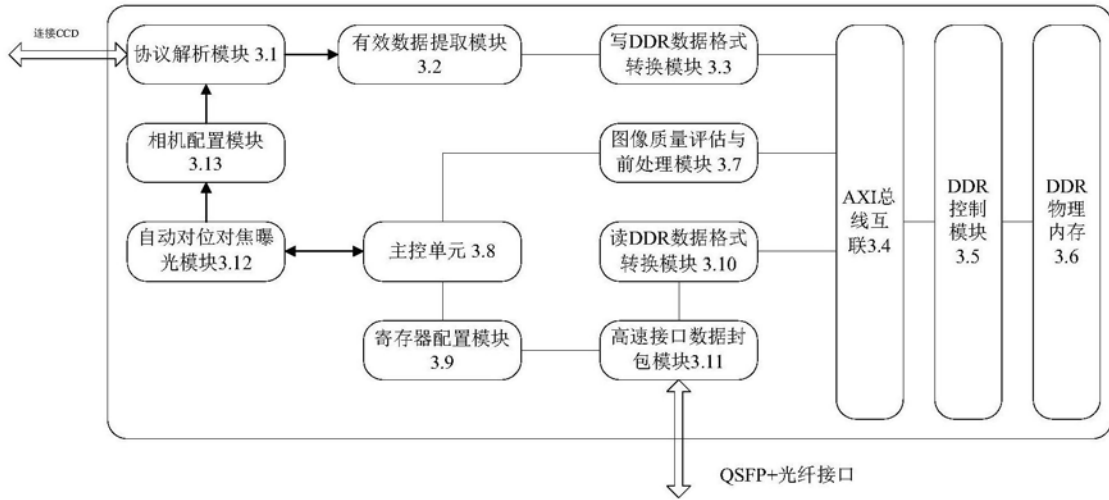 连接CCD
协议解析模块 3.1
有效数据提取模块
3.2
写DDR数据格式
转换模块 3.3
相机配置模块
3.13
图像质量评估与
前处理模块 3.7
自动对位对焦曝
光模块3.12
主控单元 3.8
读DDR数据格式
转换模块 3.10
寄存器配置模块
3.9
高速接口数据封
包模块3.11
AXI总
线互
联3.4
DDR
控制
模块
3.5
DDR
物理
内存
3.6
QSFP+光纤接口